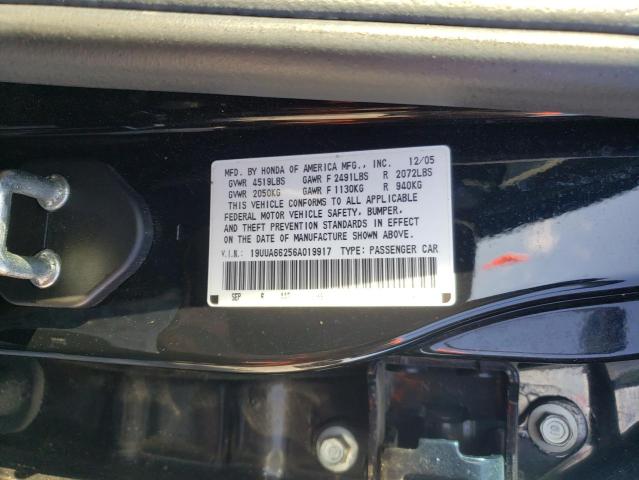 MFD. BY HONDA OF AMERICA MFG., INC. 12/05
GVWR 4519LBS GAWR F 2491LBS R 2072LBS
GVWR 2050KG GAWR F 1130KG R 940KG
THIS VEHICLE CONFORMS TO ALL APPLICABLE
FEDERAL MOTOR VEHICLE SAFETY, BUMPER,
AND THEFT PREVENTION STANDARDS IN EFFECT
ON THE DATE OF MANUFACTURE SHOWN ABOVE.
V.I.N.: 19UUA66256A019917 TYPE: PASSENGER CAR
SEP